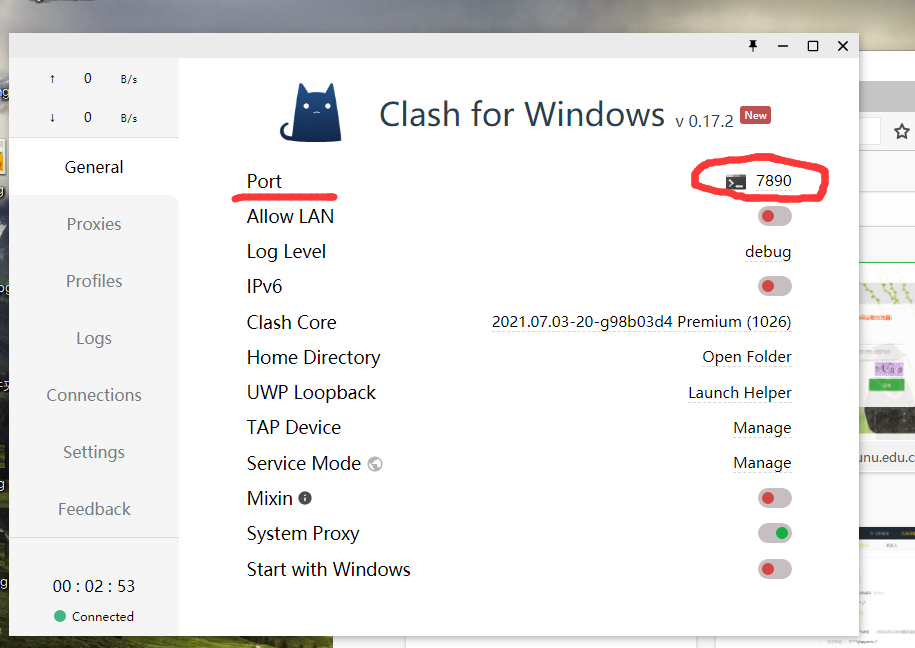 ↑ 0 B/s
↓ 0 B/s
General
Proxies
Profiles
Logs
Connections
Settings
Feedback
00 : 02 : 53
Connected
Clash for Windows v 0.17.2 New
Port 7890
Allow LAN
Log Level debug
IPv6
Clash Core 2021.07.03-20-g98b03d4 Premium (1026)
Home Directory Open Folder
UWP Loopback Launch Helper
TAP Device Manage
Service Mode Manage
Mixin
System Proxy
Start with Windows
unu.edu.c